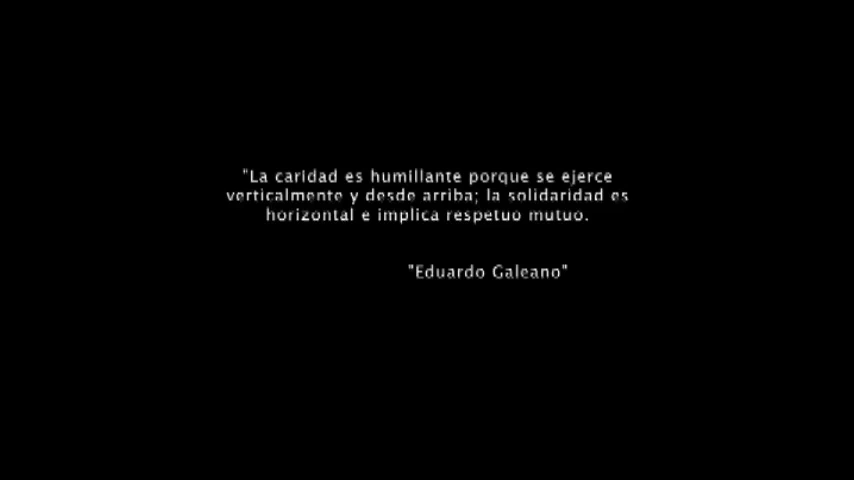 "La caridad es humillante porque se ejerce
verticalmente y desde arriba; la solidaridad es
horizontal e implica respetuo mutuo.
"Eduardo Galeano"